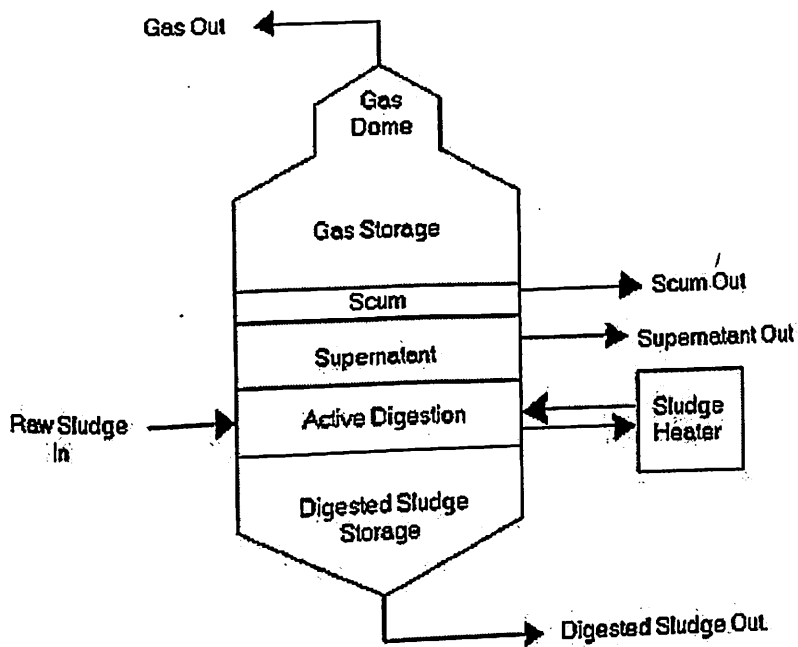 Gas Out
Gas
Dome
Gas Storage
Scum
Scum Out
Supernatant
Supernatant Out
Raw Sludge
In
Active Digestion
Sludge
Heater
Digested Sludge
Storage
Digested Sludge Out